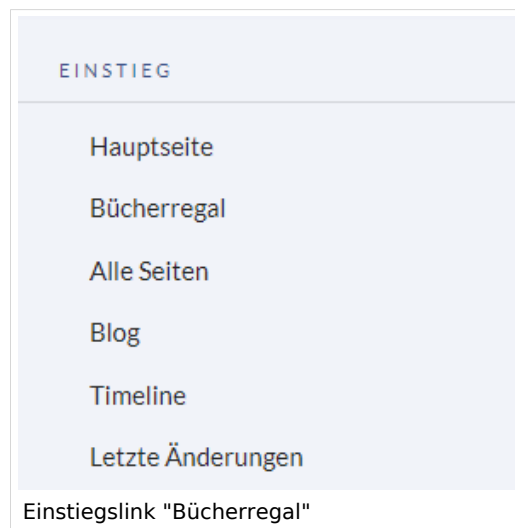 EINSTIEG
Hauptseite
Bücherregal
Alle Seiten
Blog
Timeline
Letzte Änderungen
Einstiegslink "Bücherregal"